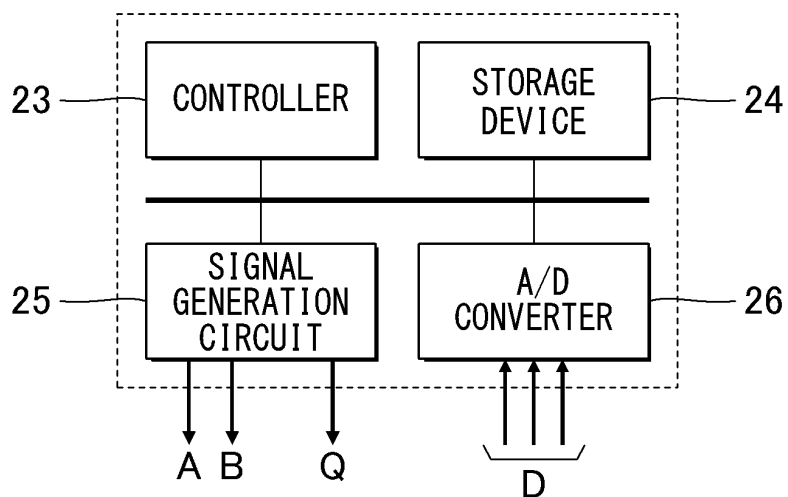 23
CONTROLLER
STORAGE
DEVICE
24
25
SIGNAL
GENERATION
CIRCUIT
A/D
CONVERTER
26
A B Q
D